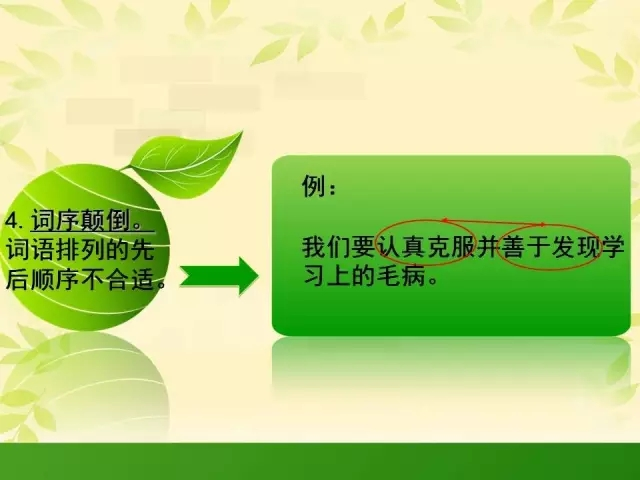 4.词序颠倒。
词语排列的先
后顺序不合适。
例：
我们要认真克服并善于发现学
习上的毛病。